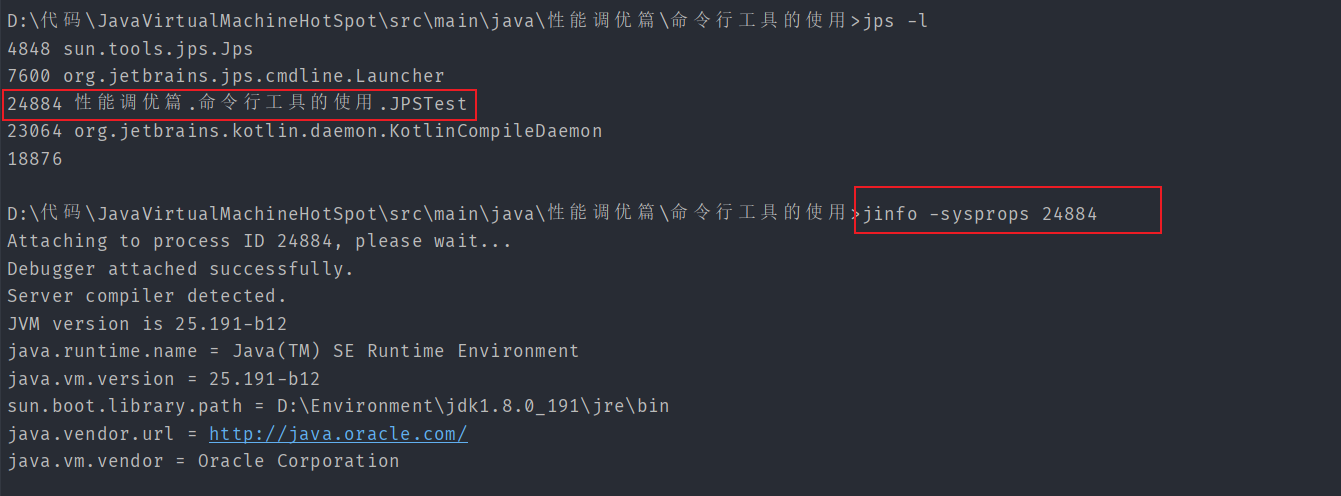 D:\代码\JavaVirtualMachineHotSpot\src\main\java\性能调优篇\命令行工具的使用>jps -l
4848 sun.tools.jps.Jps
7600 org.jetbrains.jps.cmdline.Launcher
24884 性能调优篇.命令行工具的使用.JPSTest
23064 org.jetbrains.kotlin.daemon.KotlinCompileDaemon
18876
D:\代码\JavaVirtualMachineHotSpot\src\main\java\性能调优篇\命令行工具的使用>jinfo -sysprops 24884
Attaching to process ID 24884, please wait...
Debugger attached successfully.
Server compiler detected.
JVM version is 25.191-b12
java.runtime.name = Java(TM) SE Runtime Environment
java.vm.version = 25.191-b12
sun.boot.library.path = D:\Environment\jdk1.8.0_191\jre\bin
java.vendor.url = http://java.oracle.com/
java.vm.vendor = Oracle Corporation